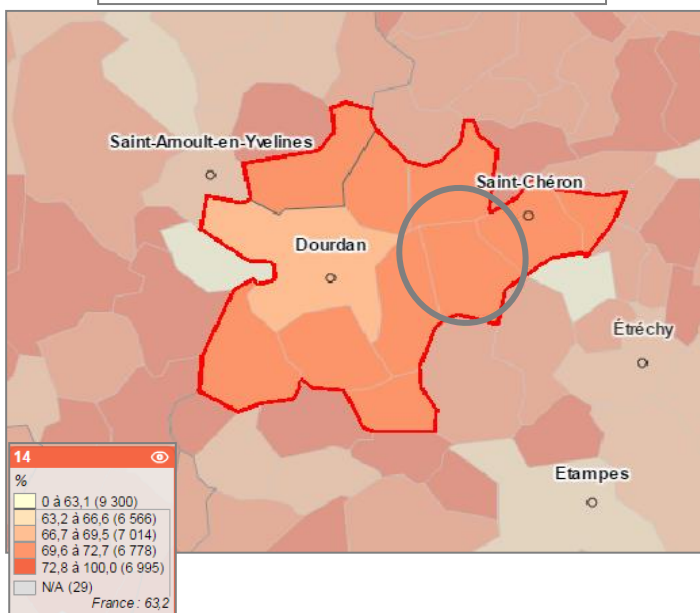 Saint-Arnoult-en-Yvelines
Saint-Chéron
Dourdan
Étréchy
Etampes
14
%
0 à 63,1 (9 300)
63,2 à 66,6 (6 566)
66,7 à 69,5 (7 014)
69,6 à 72,7 (6 778)
72,8 à 100,0 (6 995)
N/A (29)
France : 63,2